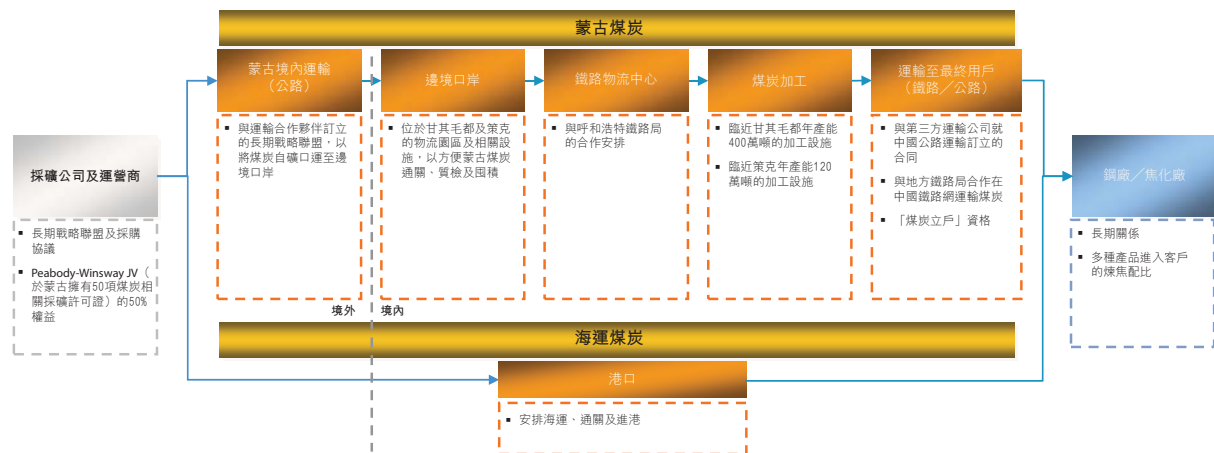 蒙古煤炭
蒙古境內運輸
（公路）
與運輸合作夥伴訂立
的長期戰略聯盟，以
將煤炭自礦口運至邊
境口岸
邊境口岸
位於甘其毛都及策克
的物流園區及相關設
施，以方便蒙古煤炭
通關、質檢及囤積
鐵路物流中心
與呼和浩特鐵路局
的合作安排
煤炭加工
臨近甘其毛都年產能
400萬噸的加工設施
臨近策克年產能120
萬噸的加工設施
運輸至最終用戶
（鐵路／公路）
與第三方運輸公司就
中國公路運輸訂立的
合同
與地方鐵路局合作在
中國鐵路網運輸煤炭
「煤炭立戶」資格
採礦公司及運營商
長期戰略聯盟及採購
協議
Peabody-Winsway JV（
於蒙古擁有50項煤炭相
關採礦許可證）的50%
權益
鋼廠／焦化廠
長期關係
多種產品進入客戶
的煉焦配比
境外
境內
海運煤炭
港口
安排海運、通關及進港